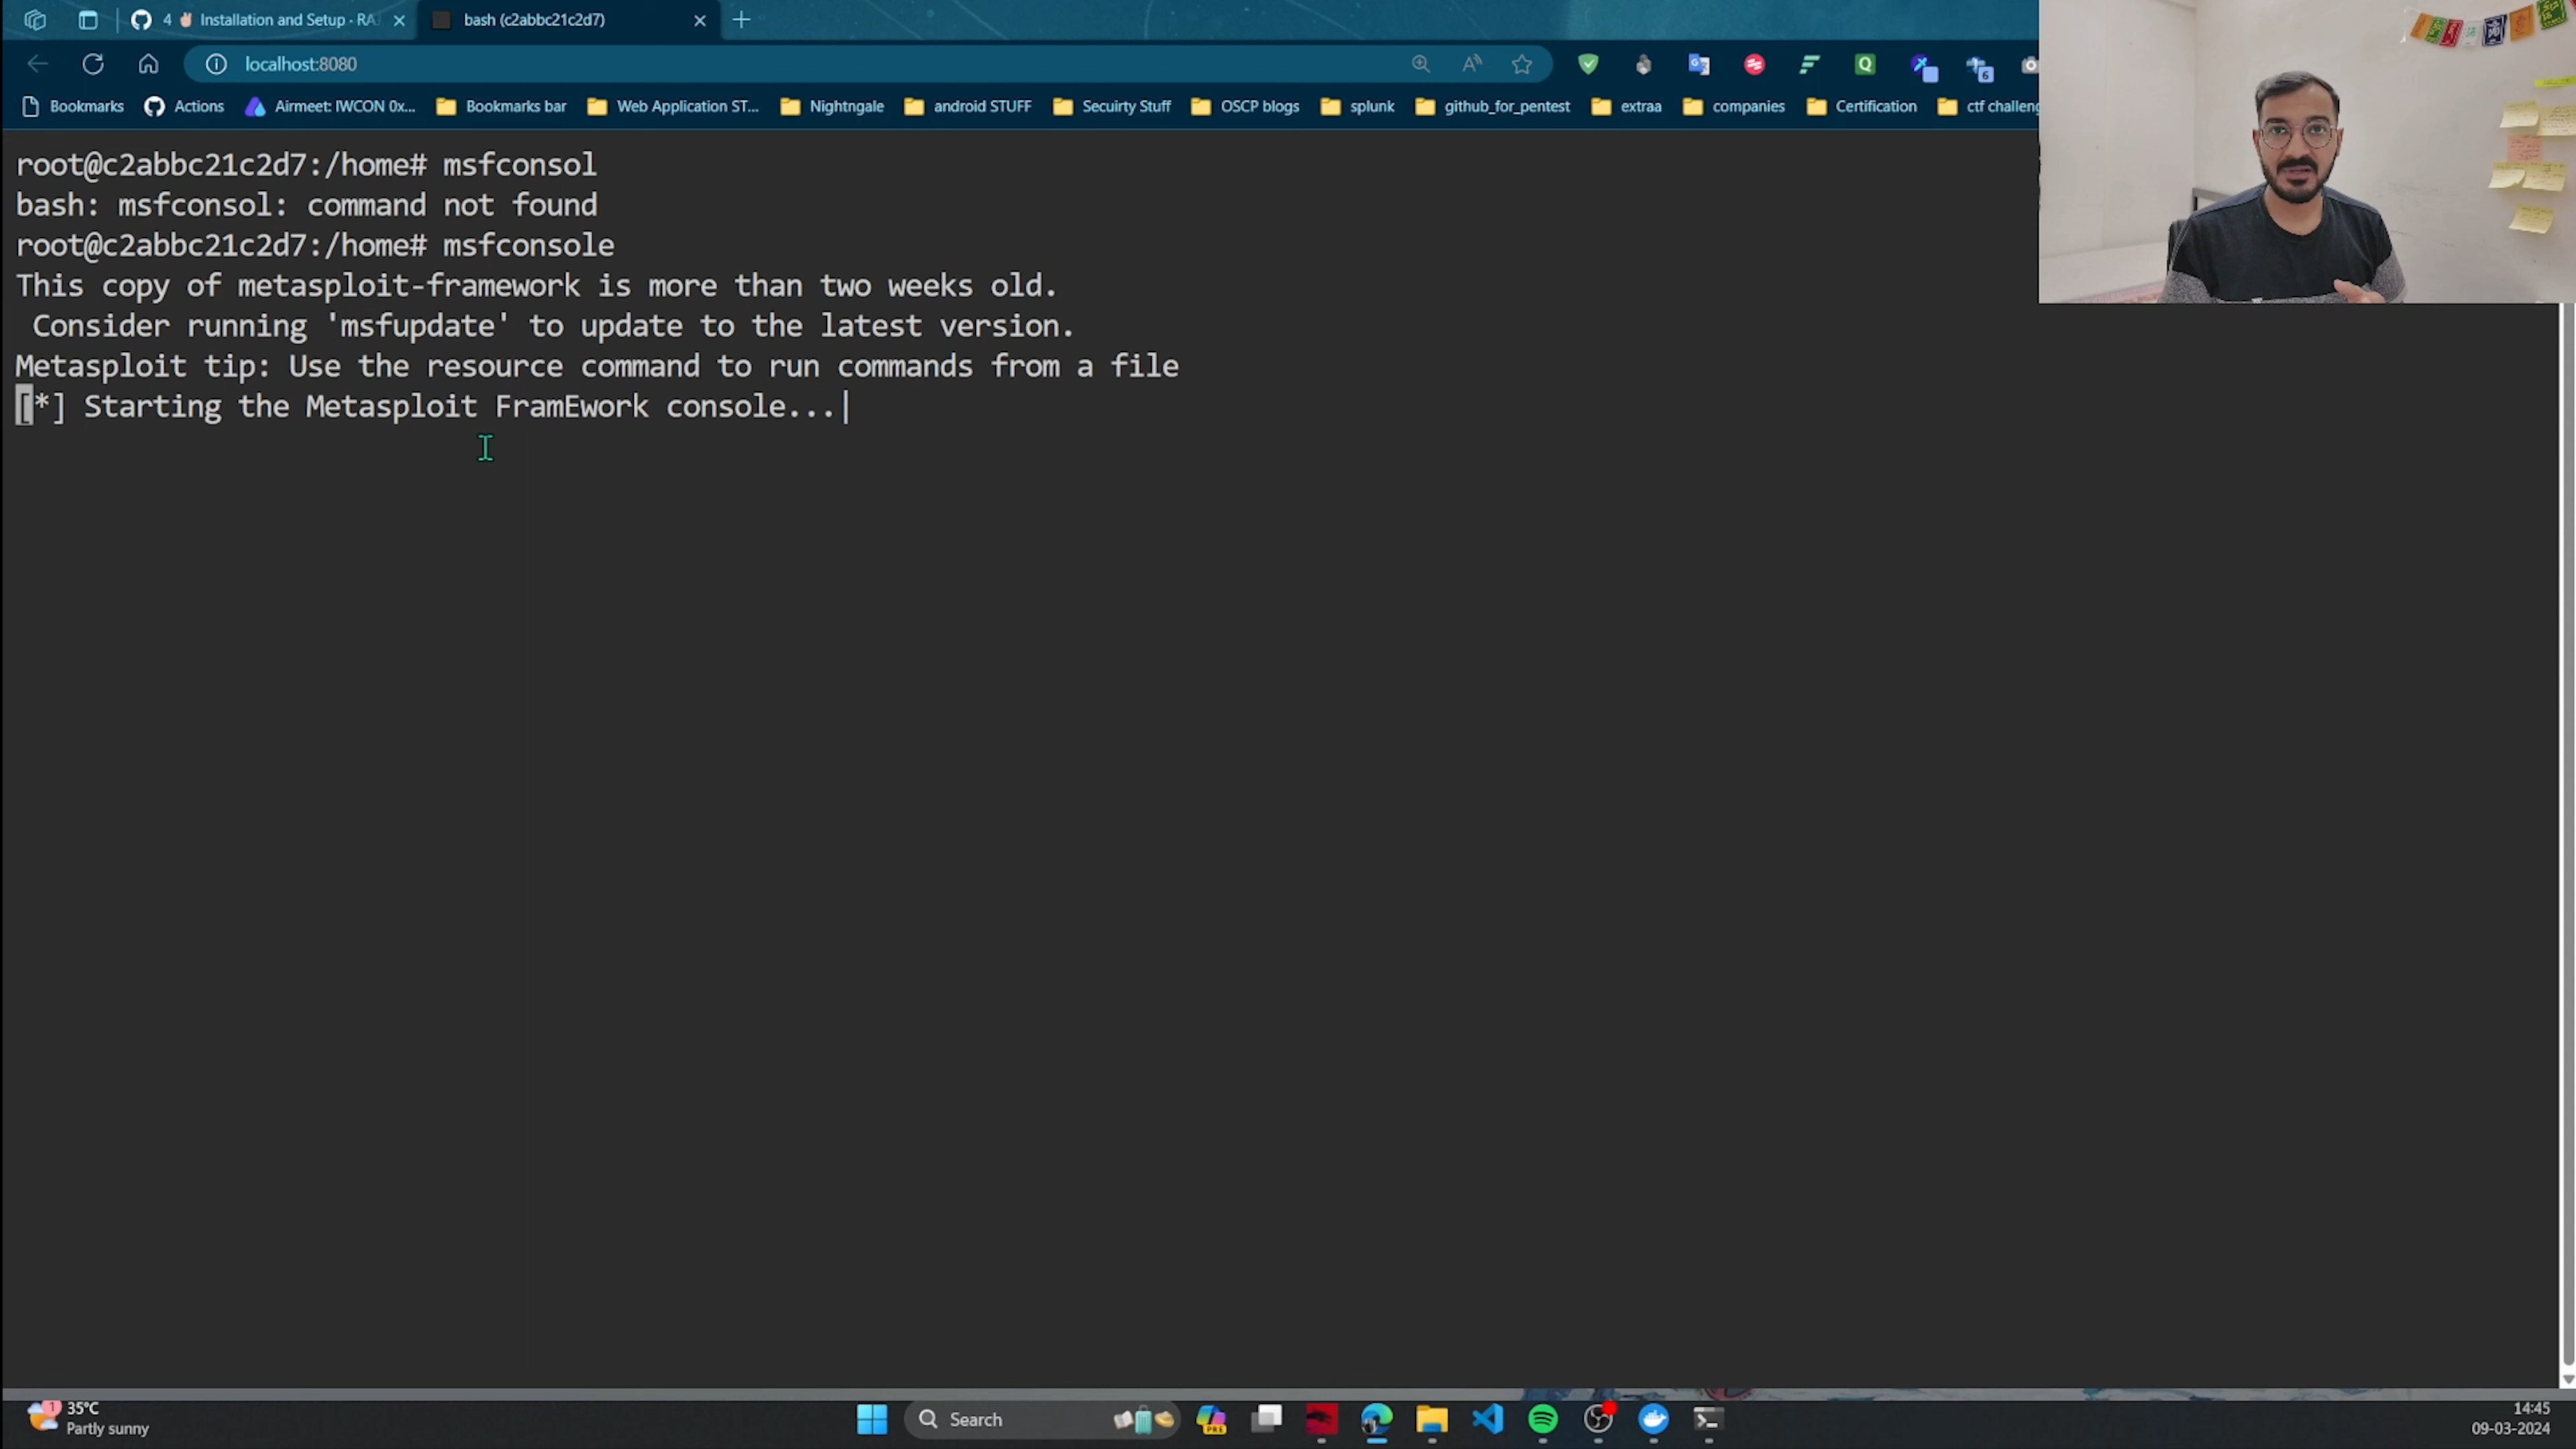 4 ✌🏻 Installation and Setup · RA
bash (c2abbc21c2d7)
localhost:8080
Bookmarks
Actions
Airmeet: IWCON 0x...
Bookmarks bar
Web Application ST...
Nightngale
android STUFF
Secuirty Stuff
OSCP blogs
splunk
github_for_pentest
extraa
companies
Certification
ctf challeng
root@c2abbc21c2d7:/home# msfconsol
bash: msfconsol: command not found
root@c2abbc21c2d7:/home# msfconsole
This copy of metasploit-framework is more than two weeks old.
Consider running 'msfupdate' to update to the latest version.
Metasploit tip: Use the resource command to run commands from a file
[*] Starting the Metasploit FramEwork console...|
1
35°C
Partly sunny
Search
PRE
14:45
09-03-2024